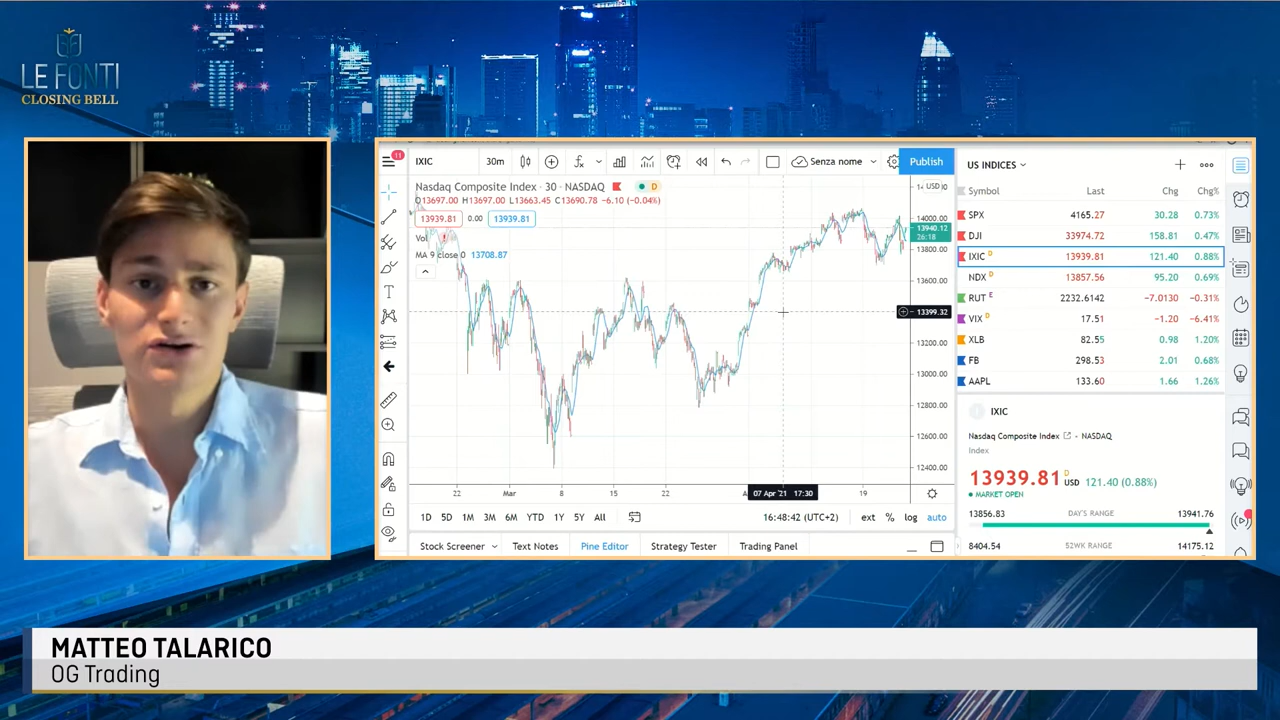 LE FONTI
CLOSING BELL
11
IXIC
30m
Senza nome
Publish
Nasdaq Composite Index · 30 · NASDAQ
D
O13697.00 H13697.00 L13663.45 C13690.78 -6.10 (-0.04%)
13939.81 0.00 13939.81
Vol
MA 9 close 0 13708.87
USD
14000.00
13940.12
26:18
13800.00
13600.00
13399.32
13200.00
13000.00
12800.00
12600.00
12400.00
22 Mar 8 15 22 07 Apr '21 17:30 19
1D 5D 1M 3M 6M YTD 1Y 5Y All
16:48:42 (UTC+2) ext % log auto
Stock Screener Text Notes Pine Editor Strategy Tester Trading Panel
US INDICES
Symbol Last Chg Chg%
SPX 4165.27 30.28 0.73%
DJI 33974.72 158.81 0.47%
IXIC D 13939.81 121.40 0.88%
NDX D 13857.56 95.20 0.69%
RUT E 2232.6142 -7.0130 -0.31%
VIX D 17.51 -1.20 -6.41%
XLB 82.55 0.98 1.20%
FB 298.53 2.01 0.68%
AAPL 133.60 1.66 1.26%
IXIC
Nasdaq Composite Index • NASDAQ
Index
13939.81 D USD 121.40 (0.88%)
MARKET OPEN
13856.83 DAY'S RANGE 13941.76
8404.54 52WK RANGE 14175.12
MATTEO TALARICO
OG Trading